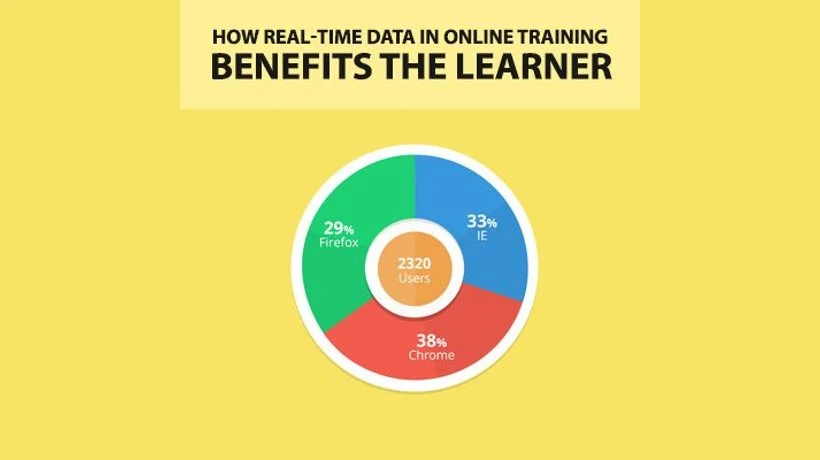 HOW REAL-TIME DATA IN ONLINE TRAINING
BENEFITS THE LEARNER
29%
Firefox
33%
IE
2320
Users
38%
Chrome